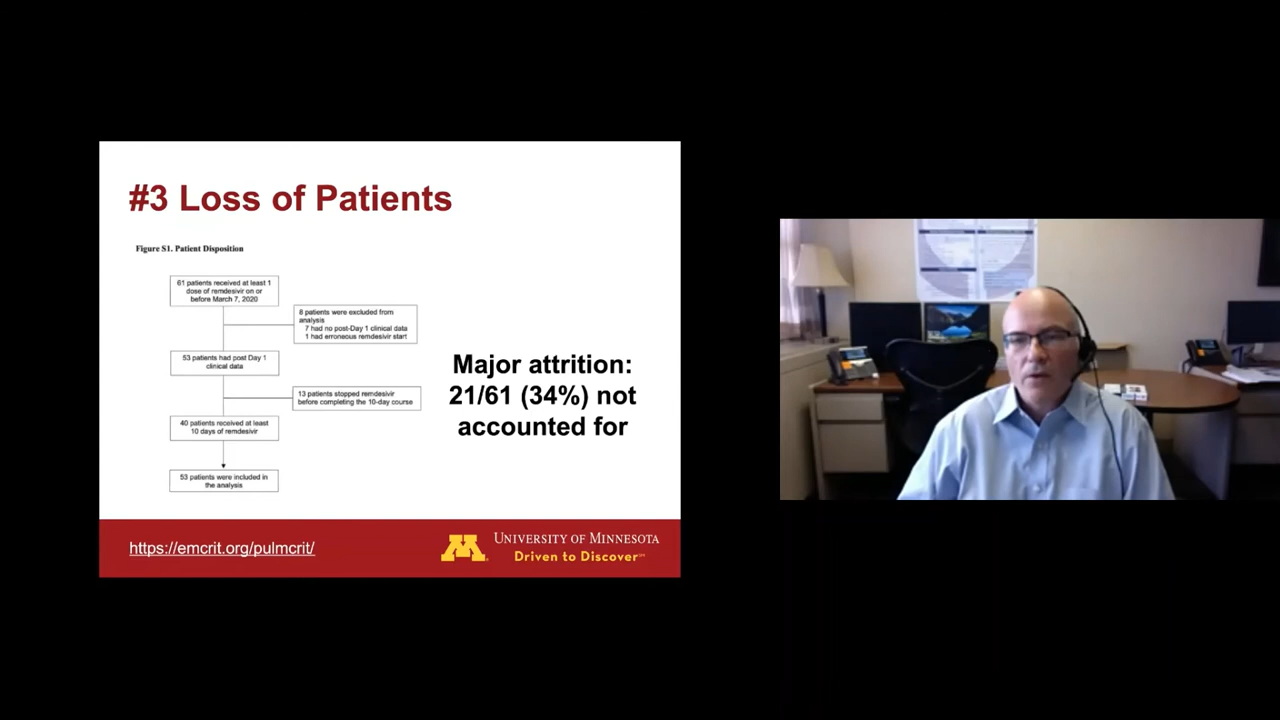 #3 Loss of Patients
Figure S1. Patient Disposition
61 patients received at least 1
dose of remdesivir on or
before March 7, 2020
8 patients were excluded from
analysis
7 had no post-Day 1 clinical data
1 had erroneous remdesivir start
53 patients had post Day 1
clinical data
13 patients stopped remdesivir
before completing the 10-day course
40 patients received at least
10 days of remdesivir
53 patients were included in
the analysis
Major attrition:
21/61 (34%) not
accounted for
https://emcrit.org/pulmcrit/
UNIVERSITY OF MINNESOTA
Driven to Discover℠